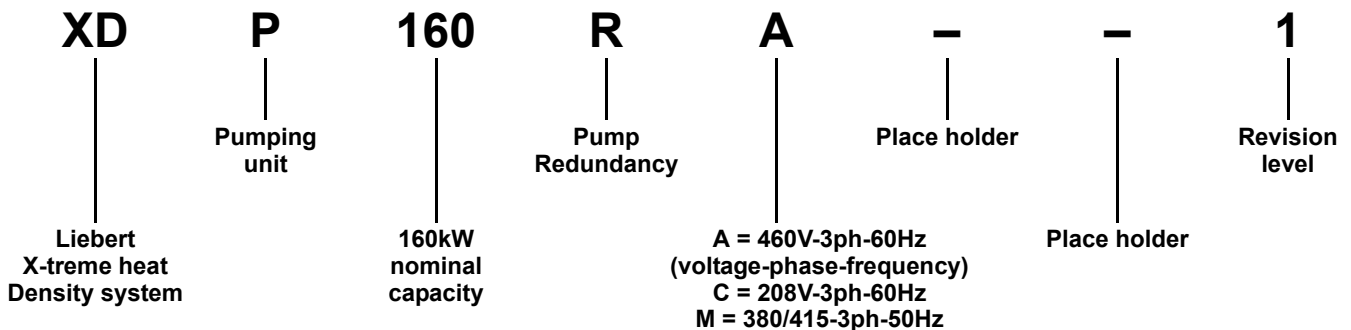 XD P 160 R A – – 1
Pumping
unit
Pump
Redundancy
Place holder
Revision
level
Liebert
X-treme heat
Density system
160kW
nominal
capacity
A = 460V-3ph-60Hz
(voltage-phase-frequency)
C = 208V-3ph-60Hz
M = 380/415-3ph-50Hz
Place holder